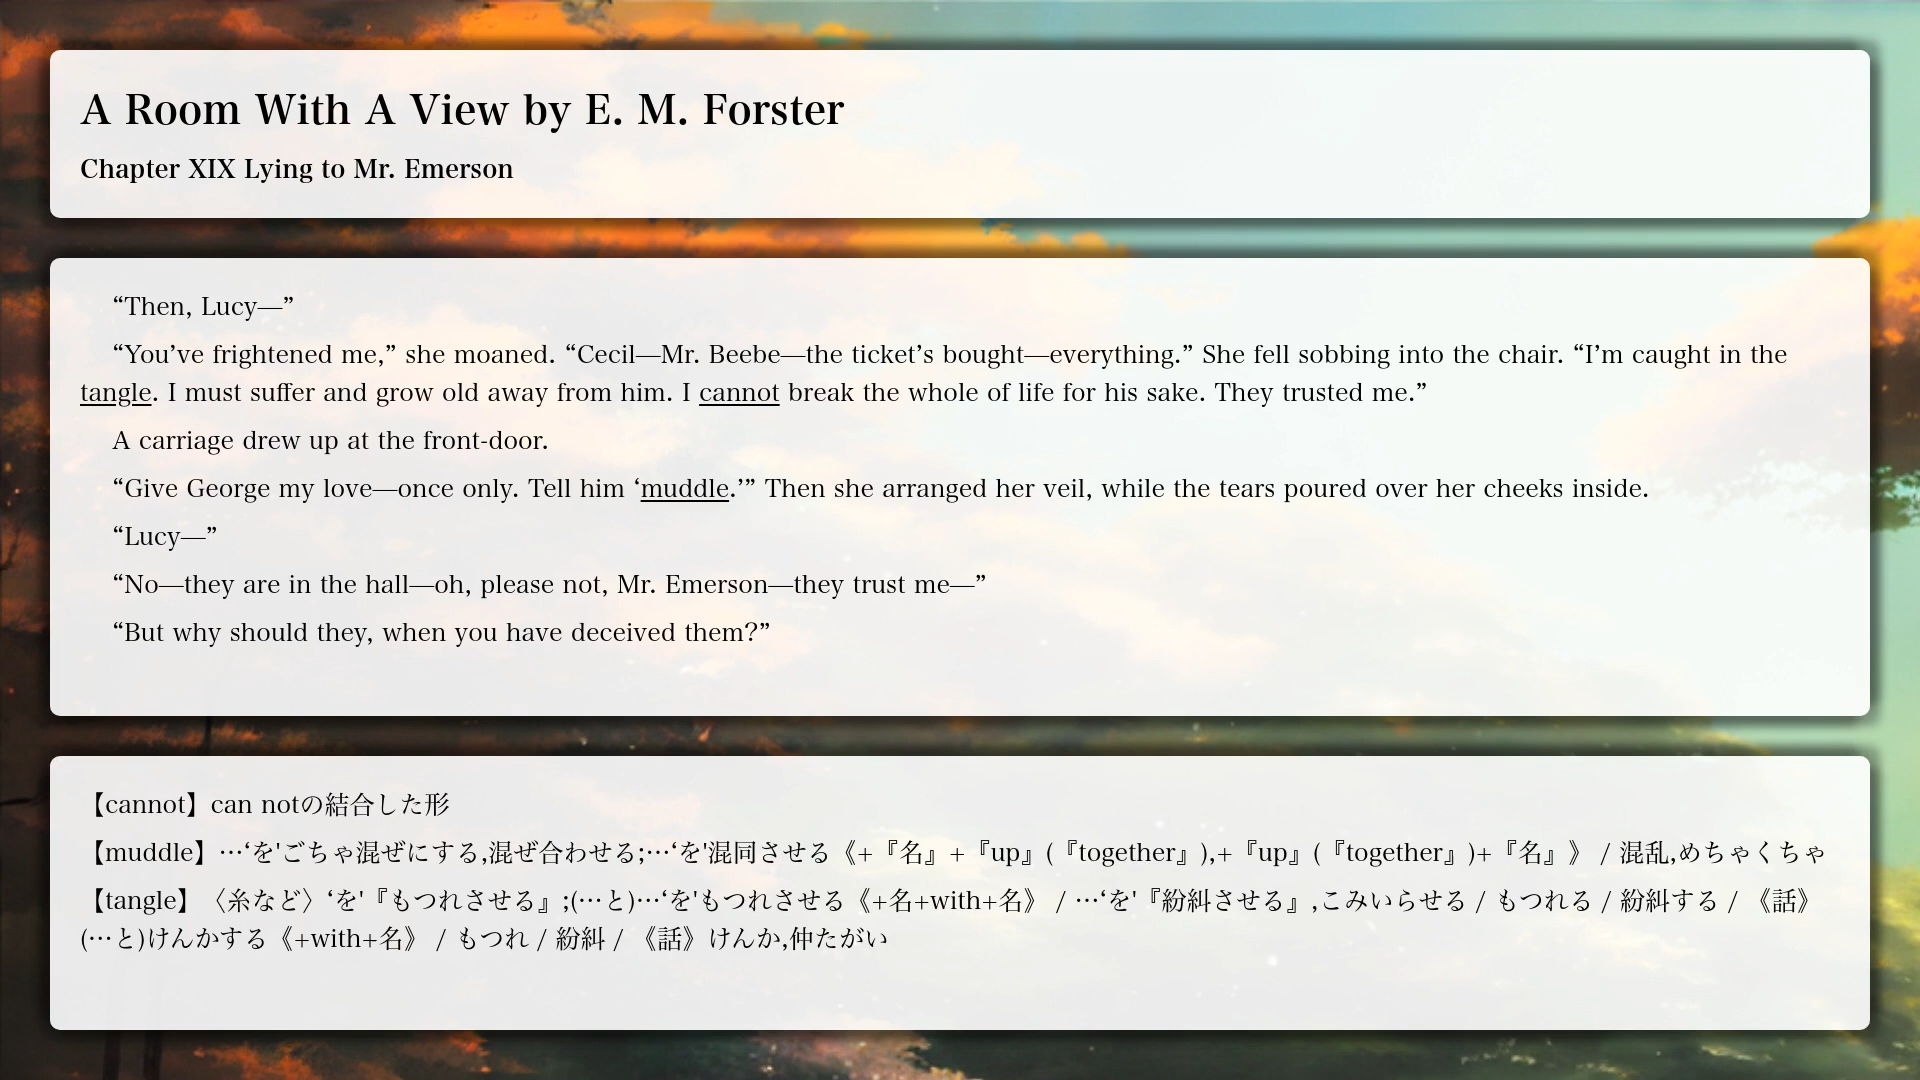 A Room With A View by E. M. Forster
Chapter XIX Lying to Mr. Emerson
“Then, Lucy—”
“You’ve frightened me,” she moaned. “Cecil—Mr. Beebe—the ticket’s bought—everything.” She fell sobbing into the chair. “I’m caught in the
tangle. I must suffer and grow old away from him. I cannot break the whole of life for his sake. They trusted me.”
A carriage drew up at the front-door.
“Give George my love—once only. Tell him ‘muddle.’” Then she arranged her veil, while the tears poured over her cheeks inside.
“Lucy—”
“No—they are in the hall—oh, please not, Mr. Emerson—they trust me—”
“But why should they, when you have deceived them?”
【cannot】can notの結合した形
【muddle】…‘を'ごちゃ混ぜにする,混ぜ合わせる;…‘を'混同させる《+『名』+『up』(『together』),+『up』(『together』)+『名』》 / 混乱,めちゃくちゃ
【tangle】〈糸など〉‘を'『もつれさせる』;(…と)…‘を'もつれさせる《+名+with+名》 / …‘を'『紛糾させる』,こみいらせる / もつれる / 紛糾する / 《話》
(…と)けんかする《+with+名》 / もつれ / 紛糾 / 《話》けんか,仲たがい